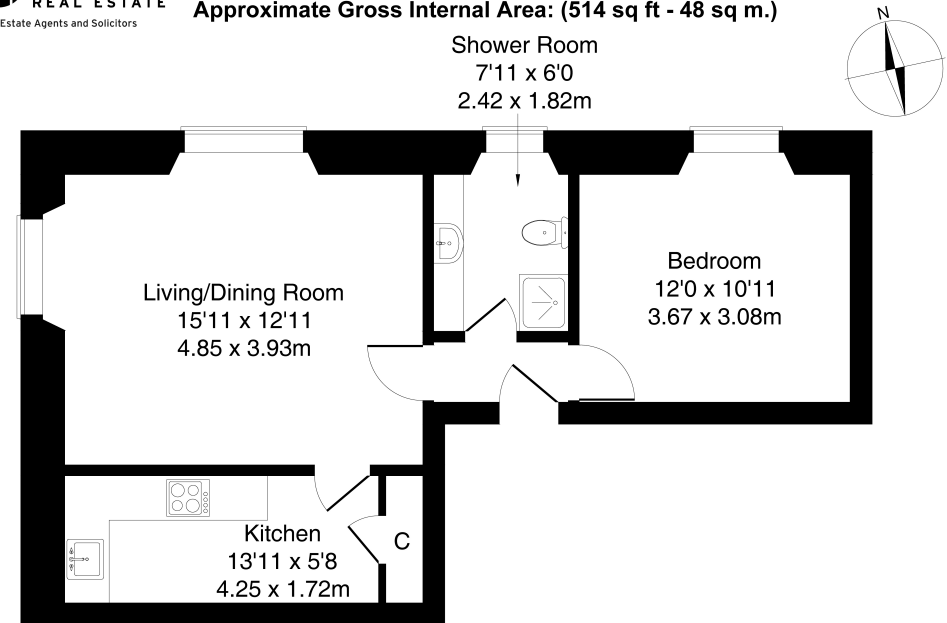 REAL ESTATE
Estate Agents and Solicitors
Approximate Gross Internal Area: (514 sq ft - 48 sq m.)
N
Shower Room
7'11 x 6'0
2.42 x 1.82m
Bedroom
12'0 x 10'11
3.67 x 3.08m
Living/Dining Room
15'11 x 12'11
4.85 x 3.93m
Kitchen
13'11 x 5'8
4.25 x 1.72m
C